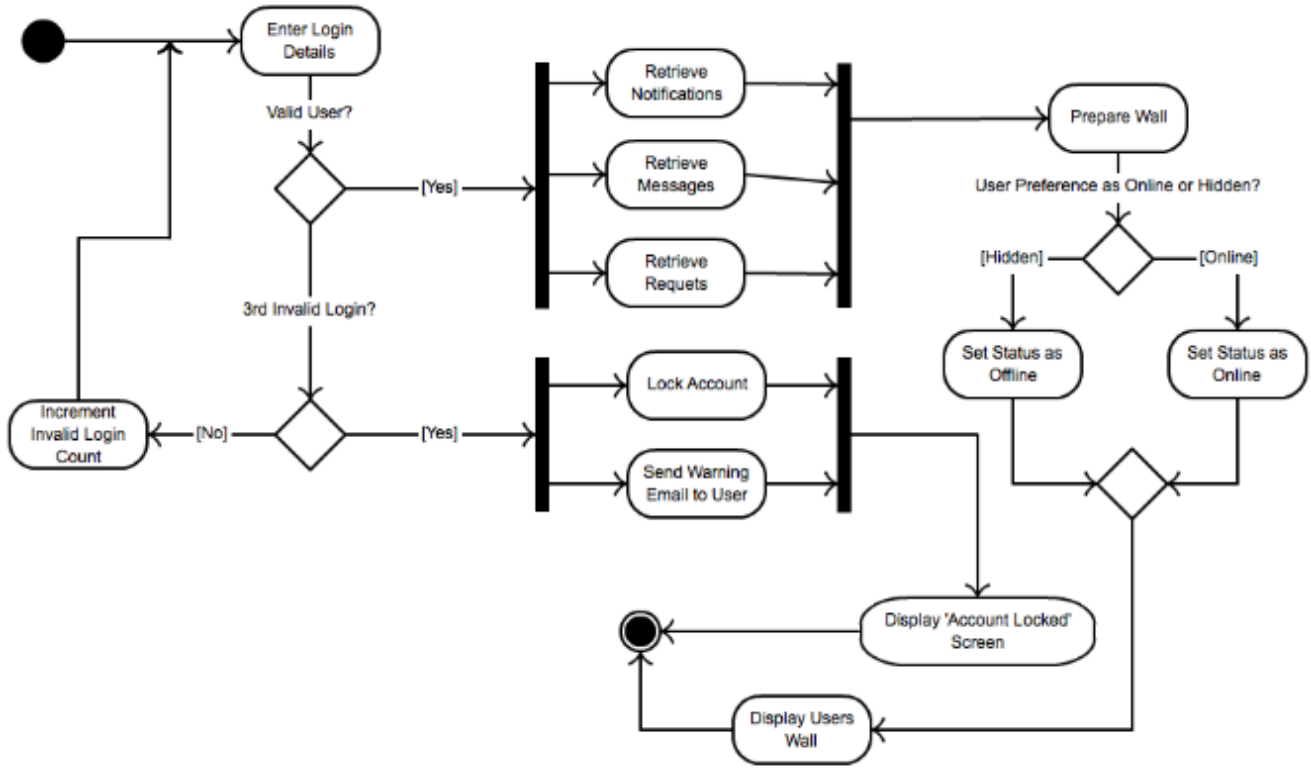 Enter Login
Details
Valid User?
[Yes]
Retrieve
Notifications
Retrieve
Messages
Retrieve
Requets
Prepare Wall
User Preference as Online or Hidden?
[Hidden]
[Online]
Set Status as
Offline
Set Status as
Online
3rd Invalid Login?
[No]
Increment
Invalid Login
Count
[Yes]
Lock Account
Send Warning
Email to User
Display 'Account Locked'
Screen
Display Users
Wall